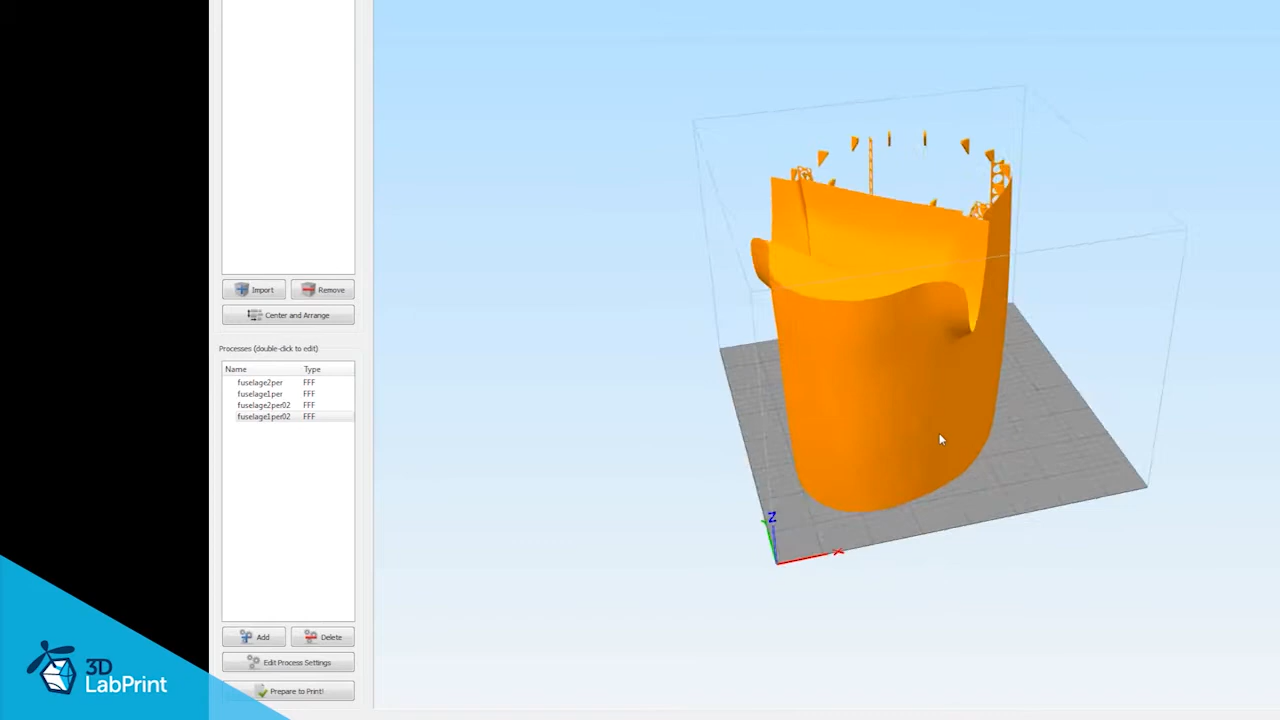 Import Remove
Center and Arrange
Processes (double-click to edit)
Name Type
fuselage2per FFF
fuselage1per FFF
fuselage2per02 FFF
fuselage1per02 FFF
Add Delete
Edit Process Settings
Prepare to Print!
Z
X
3D
LabPrint